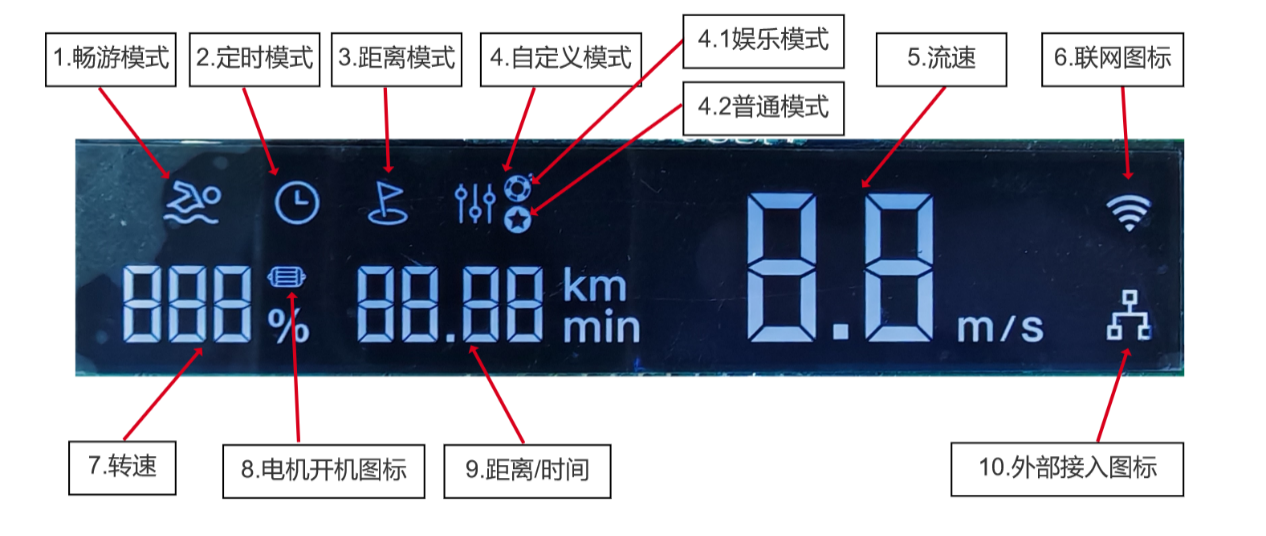 1.畅游模式
2.定时模式
3.距离模式
4.自定义模式
4.1娱乐模式
4.2普通模式
5.流速
6.联网图标
888
%
88.88
km
min
8.8
m/s
7.转速
8.电机开机图标
9.距离/时间
10.外部接入图标